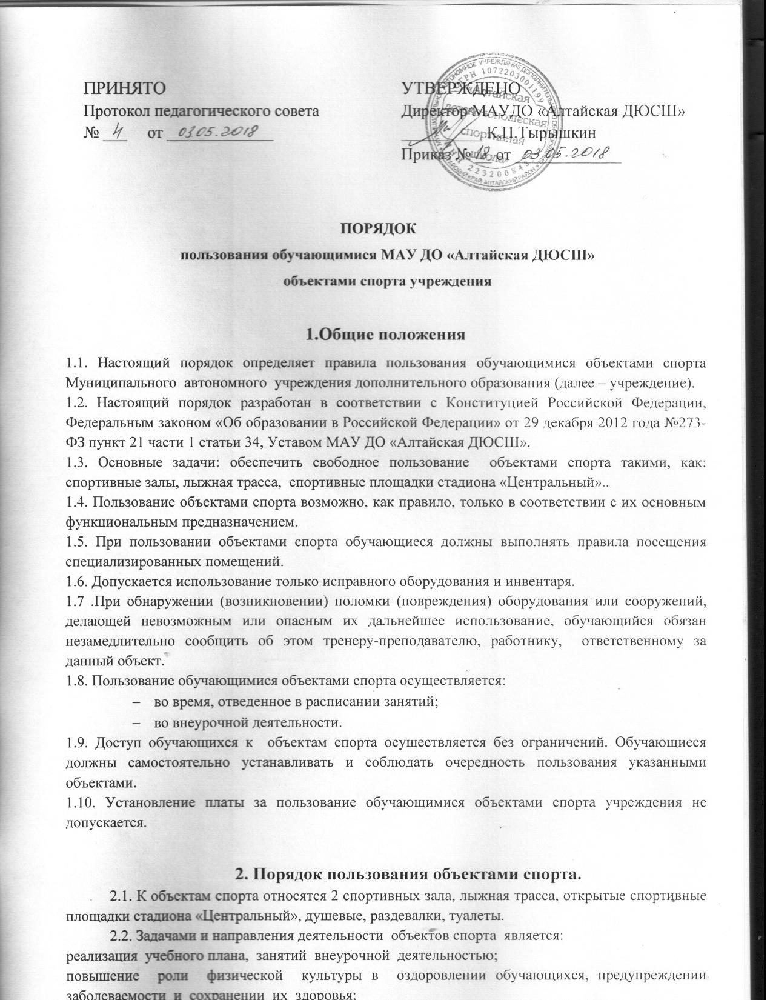 ПРИНЯТО
Протокол педагогического совета
№ 4 от 03.05.2018
УТВЕРЖДЕНО
Директор МАУДО «Алтайская ДЮСШ»
К.П.Тырышкин
Приказ № 18 от 03.05.2018
ОГРН 1072203001199
«Алтайская
детско-юношеская
спортивная
школа»
ПОРЯДОК
пользования обучающимися МАУ ДО «Алтайская ДЮСШ»
объектами спорта учреждения
1.Общие положения
1.1. Настоящий порядок определяет правила пользования обучающимися объектами спорта
Муниципального автономного учреждения дополнительного образования (далее – учреждение).
1.2. Настоящий порядок разработан в соответствии с Конституцией Российской Федерации,
Федеральным законом «Об образовании в Российской Федерации» от 29 декабря 2012 года №273-
ФЗ пункт 21 части 1 статьи 34, Уставом МАУ ДО «Алтайская ДЮСШ».
1.3. Основные задачи: обеспечить свободное пользование объектами спорта такими, как:
спортивные залы, лыжная трасса, спортивные площадки стадиона «Центральный»..
1.4. Пользование объектами спорта возможно, как правило, только в соответствии с их основным
функциональным предназначением.
1.5. При пользовании объектами спорта обучающиеся должны выполнять правила посещения
специализированных помещений.
1.6. Допускается использование только исправного оборудования и инвентаря.
1.7 .При обнаружении (возникновении) поломки (повреждения) оборудования или сооружений,
делающей невозможным или опасным их дальнейшее использование, обучающийся обязан
незамедлительно сообщить об этом тренеру-преподавателю, работнику, ответственному за
данный объект.
1.8. Пользование обучающимися объектами спорта осуществляется:
– во время, отведенное в расписании занятий;
– во внеурочной деятельности.
1.9. Доступ обучающихся к объектам спорта осуществляется без ограничений. Обучающиеся
должны самостоятельно устанавливать и соблюдать очередность пользования указанными
объектами.
1.10. Установление платы за пользование обучающимися объектами спорта учреждения не
допускается.
2. Порядок пользования объектами спорта.
2.1. К объектам спорта относятся 2 спортивных зала, лыжная трасса, открытые спортивные
площадки стадиона «Центральный», душевые, раздевалки, туалеты.
2.2. Задачами и направления деятельности объектов спорта является:
реализация учебного плана, занятий внеурочной деятельностью;
повышение роли физической культуры в оздоровлении обучающихся, предупреждении
заболеваемости и сохранении их здоровья;